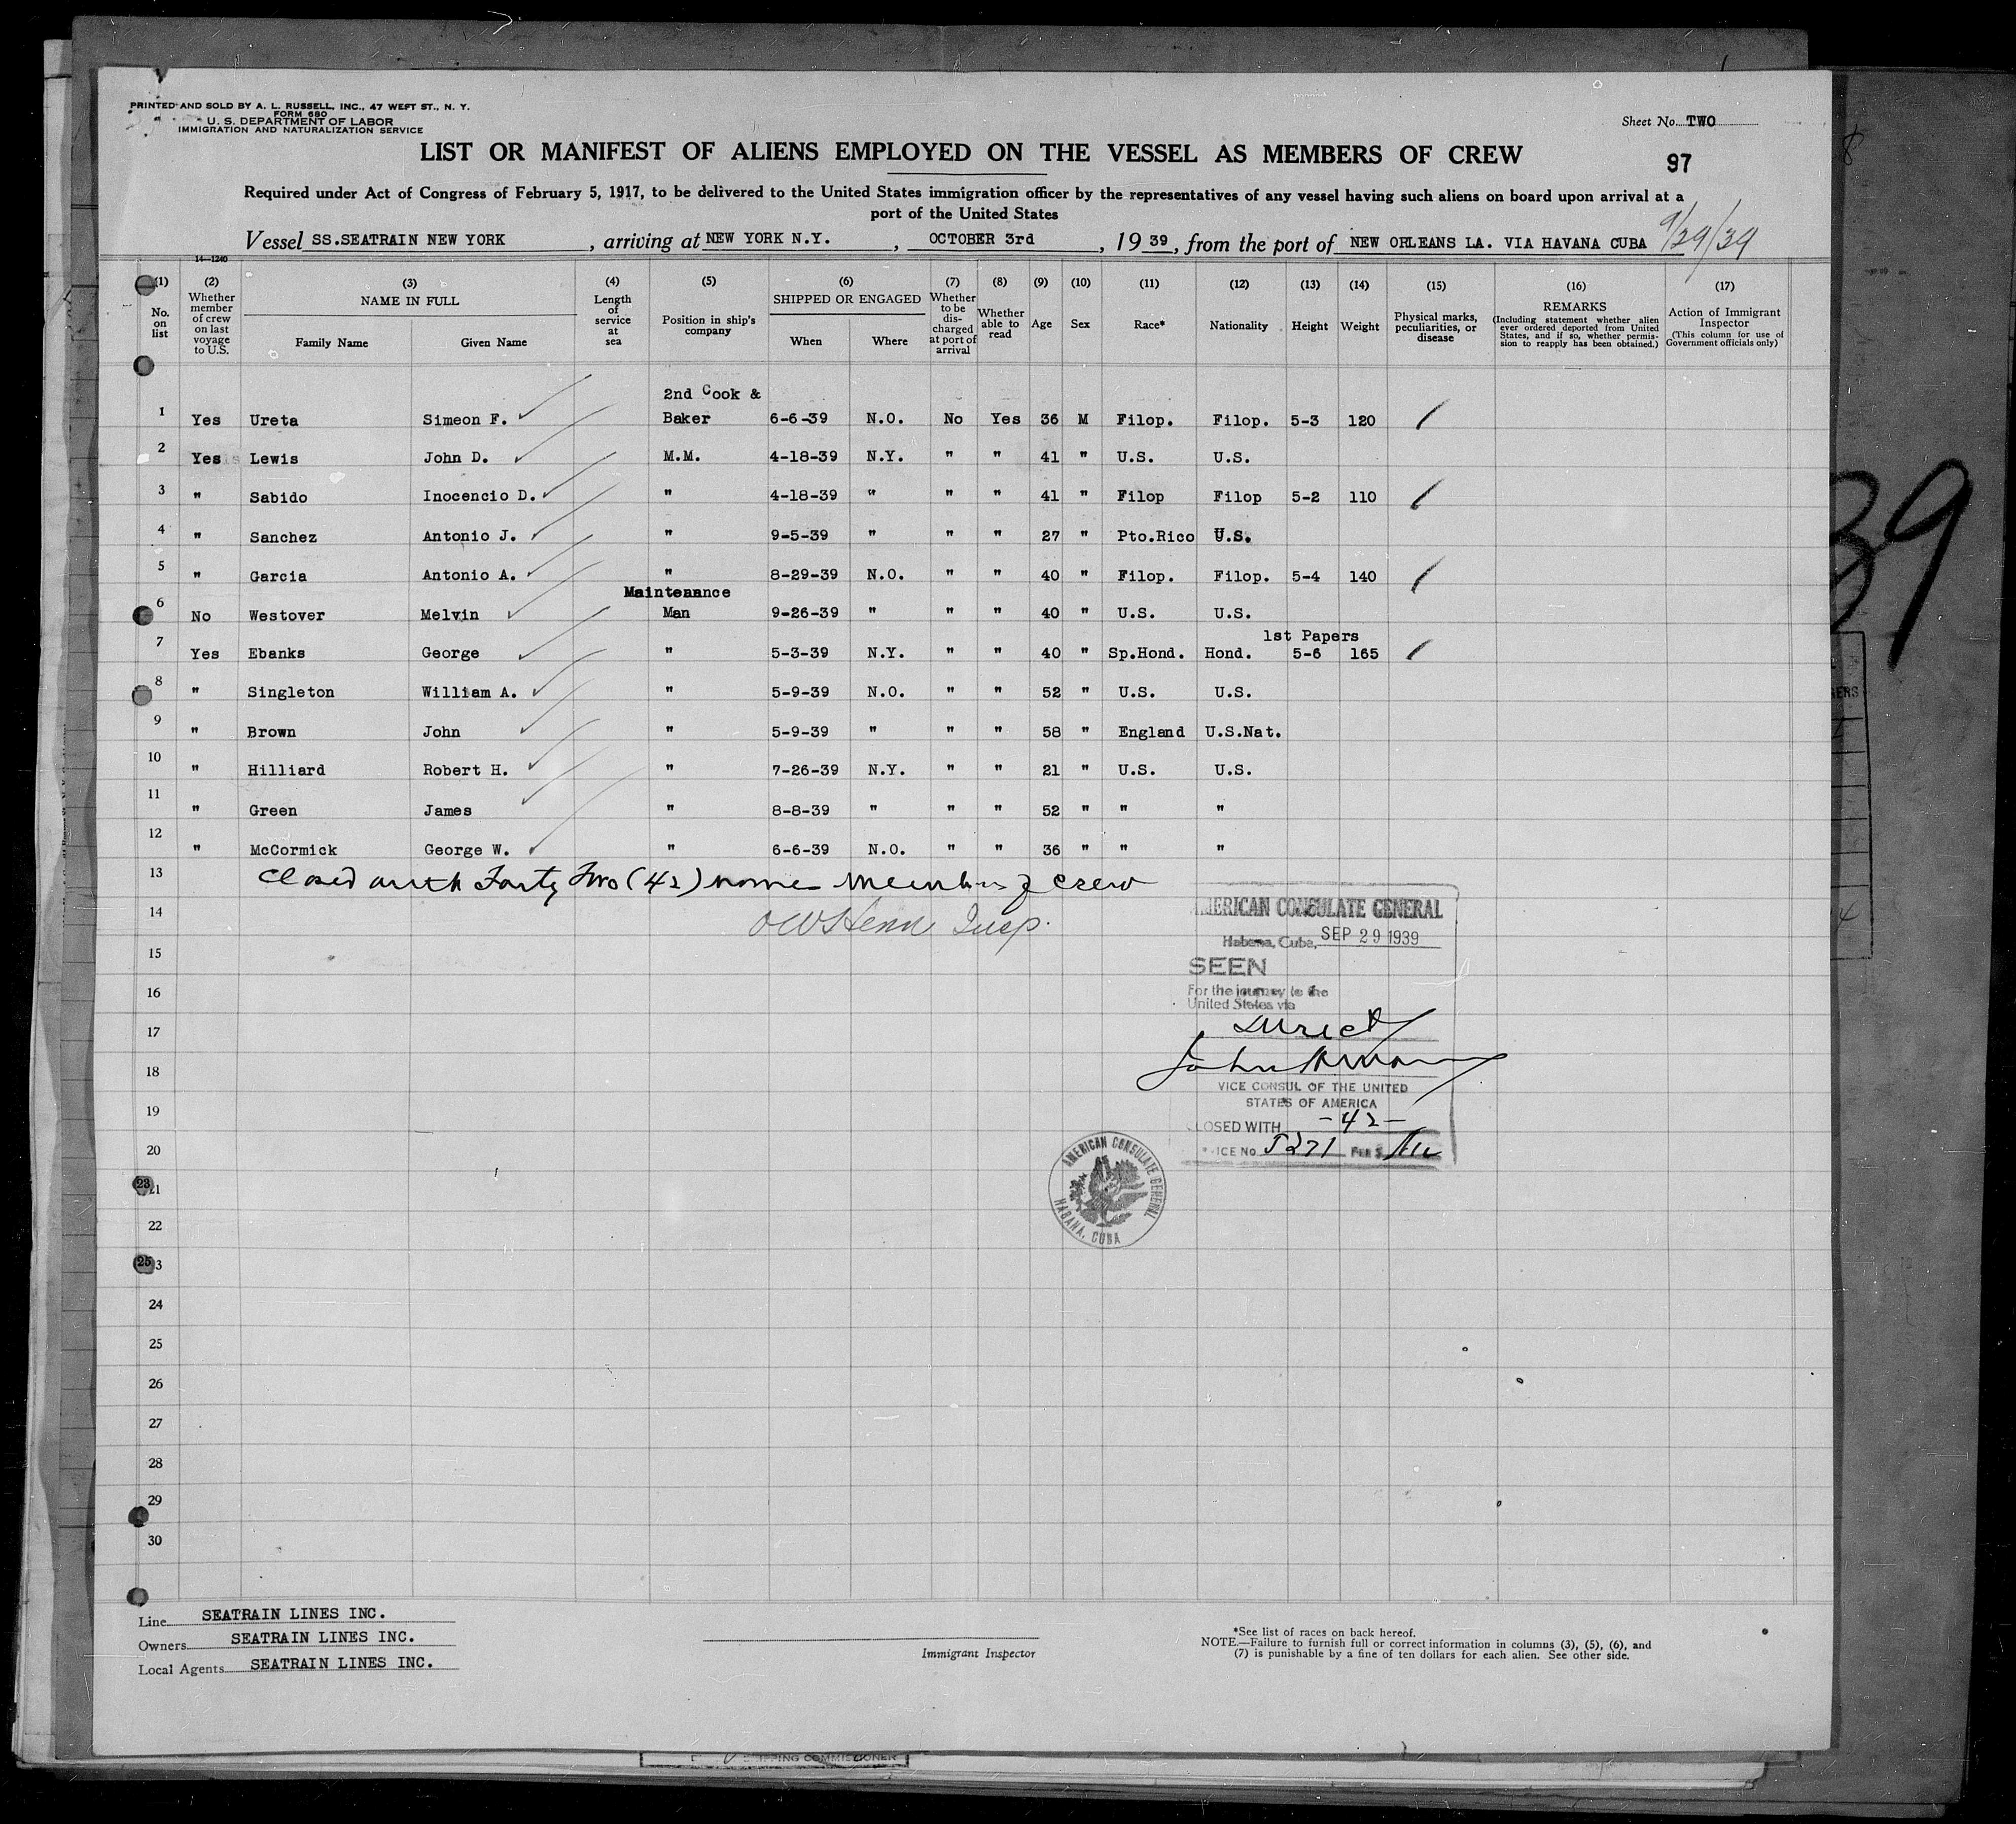 PRINTED AND SOLD BY A. L. RUSSELL, INC., 47 WEST ST., N. Y.
FORM 680
U. S. DEPARTMENT OF LABOR
IMMIGRATION AND NATURALIZATION SERVICE
Sheet No. TWO
LIST OR MANIFEST OF ALIENS EMPLOYED ON THE VESSEL AS MEMBERS OF CREW
97
Required under Act of Congress of February 5, 1917, to be delivered to the United States immigration officer by the representatives of any vessel having such aliens on board upon arrival at a
port of the United States
Vessel SS.SEATRAIN NEW YORK, arriving at NEW YORK N.Y., OCTOBER 3rd, 19 39, from the port of NEW ORLEANS LA. VIA HAVANA CUBA 9/29/39
14-1240
(1) No. on list
(2) Whether member of crew on last voyage to U.S.
(3) NAME IN FULL Family Name Given Name
(4) Length of service at sea
(5) Position in ship's company
(6) SHIPPED OR ENGAGED When Where
(7) Whether to be discharged at port of arrival
(8) Whether able to read
(9) Age
(10) Sex
(11) Race*
(12) Nationality
(13) Height
(14) Weight
(15) Physical marks, peculiarities, or disease
(16) REMARKS (Including statement whether alien ever ordered deported from United States, and if so, whether permission to reapply has been obtained.)
(17) Action of Immigrant Inspector (This column for use of Government officials only)
1 Yes Ureta Simeon F. 2nd Cook & Baker 6-6-39 N.O. No Yes 36 M Filop. Filop. 5-3 120
2 Yes Lewis John D. M.M. 4-18-39 N.Y. " " 41 " U.S. U.S.
3 " Sabido Inocencio D. " 4-18-39 " " " 41 " Filop Filop 5-2 110
4 " Sanchez Antonio J. " 9-5-39 " " " 27 " Pto.Rico U.S.
5 " Garcia Antonio A. " 8-29-39 N.O. " " 40 " Filop. Filop. 5-4 140
6 No Westover Melvin Maintenance Man 9-26-39 " " " 40 " U.S. U.S.
7 Yes Ebanks George " 5-3-39 N.Y. " " 40 " Sp.Hond. Hond. 1st Papers 5-6 165
8 " Singleton William A. " 5-9-39 N.O. " " 52 " U.S. U.S.
9 " Brown John " 5-9-39 " " " 58 " England U.S.Nat.
10 " Hilliard Robert H. " 7-26-39 N.Y. " " 21 " U.S. U.S.
11 " Green James " 8-8-39 " " " 52 " " "
12 " McCormick George W. " 6-6-39 N.O. " " 36 " " "
13 Closed with Forty Two (42) names members of crew
14 Insp.
AMERICAN CONSULATE GENERAL
Habana, Cuba, SEP 29 1939
15
SEEN
16
For the journey to the
United States via
17 Direct
18
VICE CONSUL OF THE UNITED
STATES OF AMERICA
19
CLOSED WITH -42-
20
ICE No 5271
AMERICAN CONSULATE GENERAL
HABANA, CUBA
23 21
22
25 3
24
25
26
27
28
29
30
Line SEATRAIN LINES INC.
Owners SEATRAIN LINES INC.
Local Agents SEATRAIN LINES INC.
Immigrant Inspector
*See list of races on back hereof.
NOTE.—Failure to furnish full or correct information in columns (3), (5), (6), and
(7) is punishable by a fine of ten dollars for each alien. See other side.
39